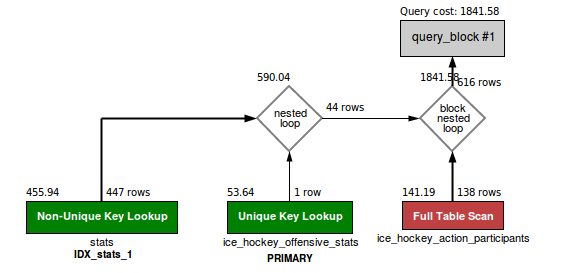 Query cost: 1841.58
query_block #1
590.04
1841.58
616 rows
nested
loop
44 rows
block
nested
loop
455.94
447 rows
53.64
1 row
141.19
138 rows
Non-Unique Key Lookup
Unique Key Lookup
Full Table Scan
stats
ice_hockey_offensive_stats
ice_hockey_action_participants
IDX_stats_1
PRIMARY